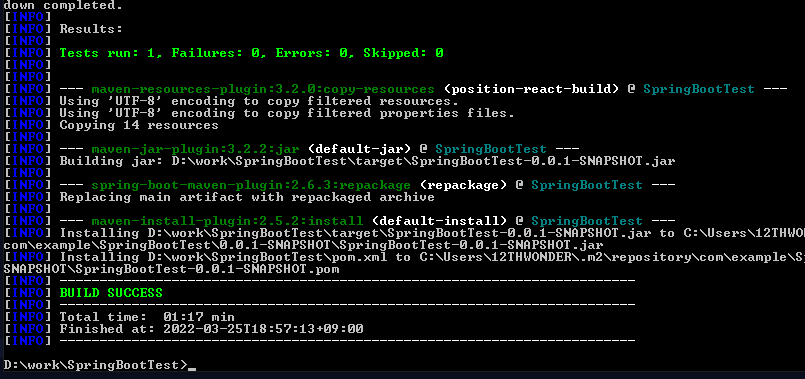 down completed.
[INFO]
[INFO] Results:
[INFO]
[INFO] Tests run: 1, Failures: 0, Errors: 0, Skipped: 0
[INFO]
[INFO]
[INFO] --- maven-resources-plugin:3.2.0:copy-resources (position-react-build) @ SpringBootTest ---
[INFO] Using 'UTF-8' encoding to copy filtered resources.
[INFO] Using 'UTF-8' encoding to copy filtered properties files.
[INFO] Copying 14 resources
[INFO]
[INFO] --- maven-jar-plugin:3.2.2:jar (default-jar) @ SpringBootTest ---
[INFO] Building jar: D:\work\SpringBootTest\target\SpringBootTest-0.0.1-SNAPSHOT.jar
[INFO]
[INFO] --- spring-boot-maven-plugin:2.6.3:repackage (repackage) @ SpringBootTest ---
[INFO] Replacing main artifact with repackaged archive
[INFO]
[INFO] --- maven-install-plugin:2.5.2:install (default-install) @ SpringBootTest ---
[INFO] Installing D:\work\SpringBootTest\target\SpringBootTest-0.0.1-SNAPSHOT.jar to C:\Users\12THWO
com\example\SpringBootTest\0.0.1-SNAPSHOT\SpringBootTest-0.0.1-SNAPSHOT.jar
[INFO] Installing D:\work\SpringBootTest\pom.xml to C:\Users\12THWONDER\.m2\repository\com\example\Sp
SNAPSHOT\SpringBootTest-0.0.1-SNAPSHOT.pom
[INFO] ------------------------------------------------------------------------
[INFO] BUILD SUCCESS
[INFO] ------------------------------------------------------------------------
[INFO] Total time:  01:17 min
[INFO] Finished at: 2022-03-25T18:57:13+09:00
[INFO] ------------------------------------------------------------------------
D:\work\SpringBootTest>_